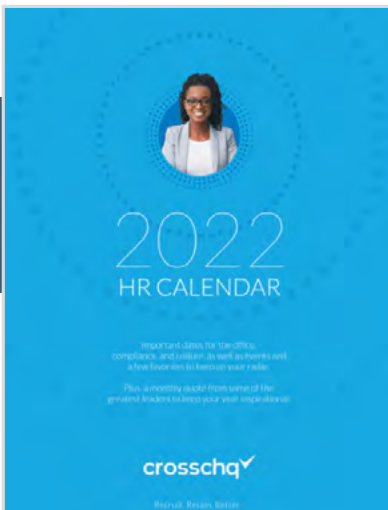 2022
HR CALENDAR
Important dates for the office,
compliance, and culture, as well as events and
a few favorites to keep on your radar.
Plus, a monthly quote from some of the
greatest leaders to keep your year inspirational!
crosschq
Recruit. Retain. Better.